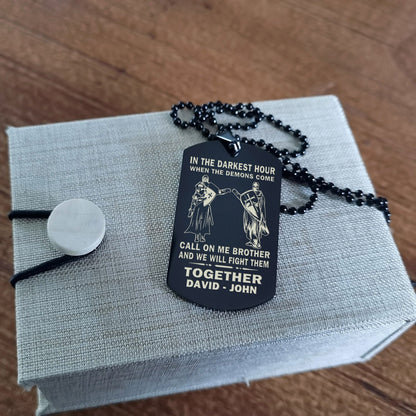 IN THE DARKEST HOUR
WHEN THE DEMONS COME
CALL ON ME BROTHER
AND WE WILL FIGHT THEM
TOGETHER
DAVID - JOHN